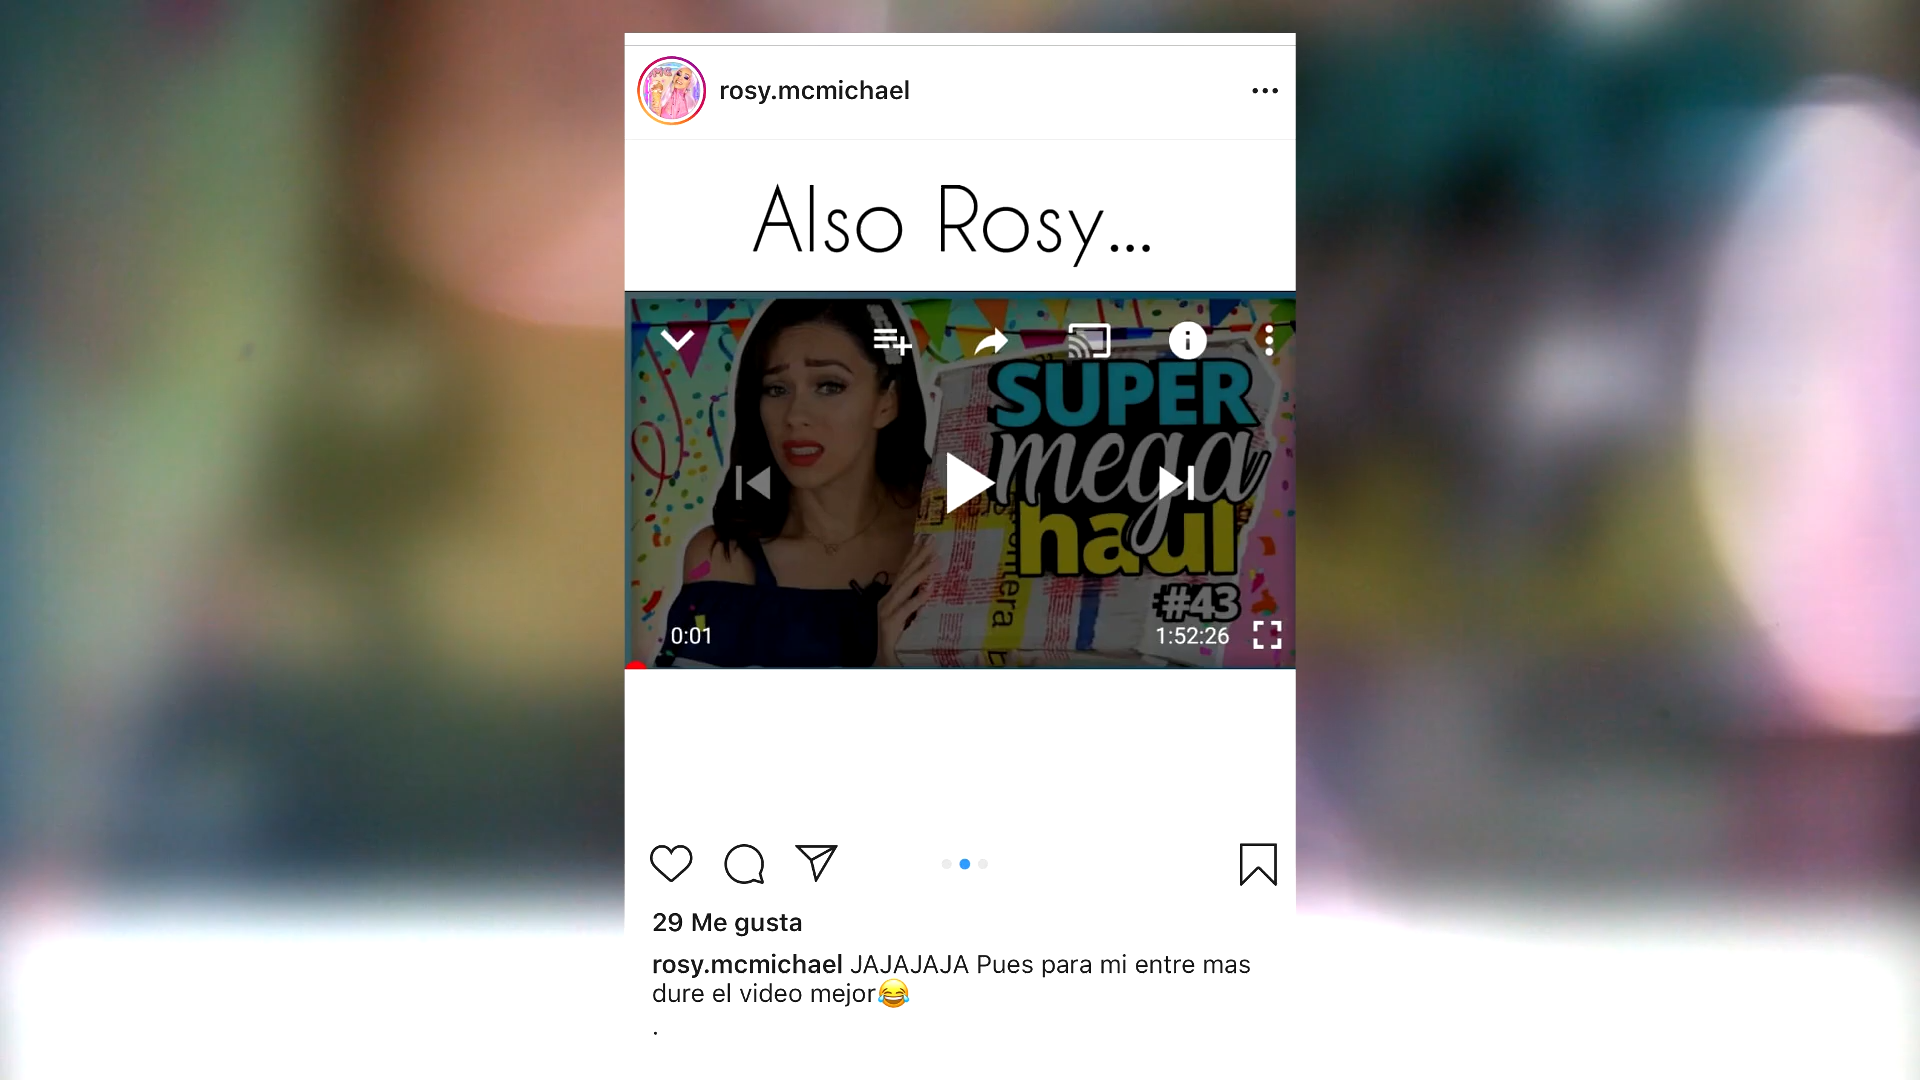 rosy.mcmichael
Also Rosy...
SUPER
mega
haul
#43
0:01
1:52:26
29 Me gusta
rosy.mcmichael JAJAJAJA Pues para mi entre mas
dure el video mejor😂
.